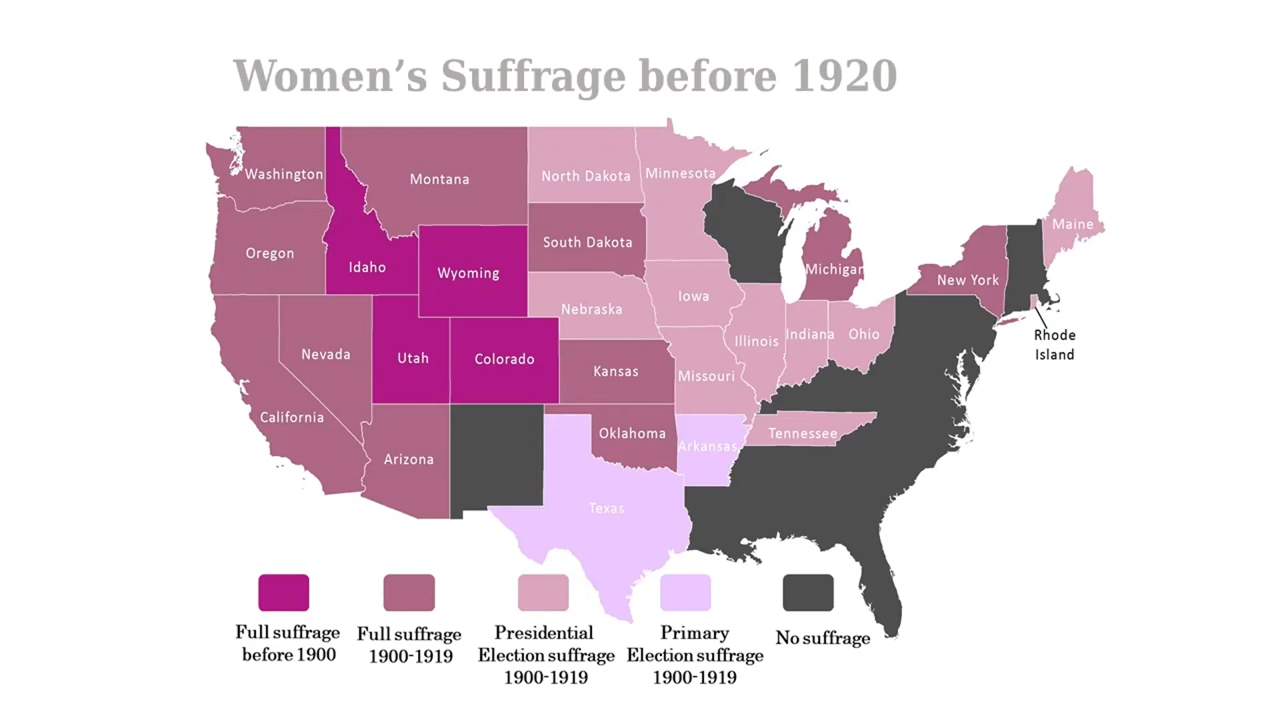 Women's Suffrage before 1920
Washington
Montana
North Dakota
Minnesota
Maine
Oregon
Idaho
Wyoming
South Dakota
Michigan
New York
Nebraska
Iowa
Nevada
Utah
Colorado
Illinois
Indiana
Ohio
Rhode
Island
Kansas
Missouri
California
Arizona
Oklahoma
Arkansas
Tennessee
Texas
Full suffrage
before 1900
Full suffrage
1900-1919
Presidential
Election suffrage
1900-1919
Primary
Election suffrage
1900-1919
No suffrage